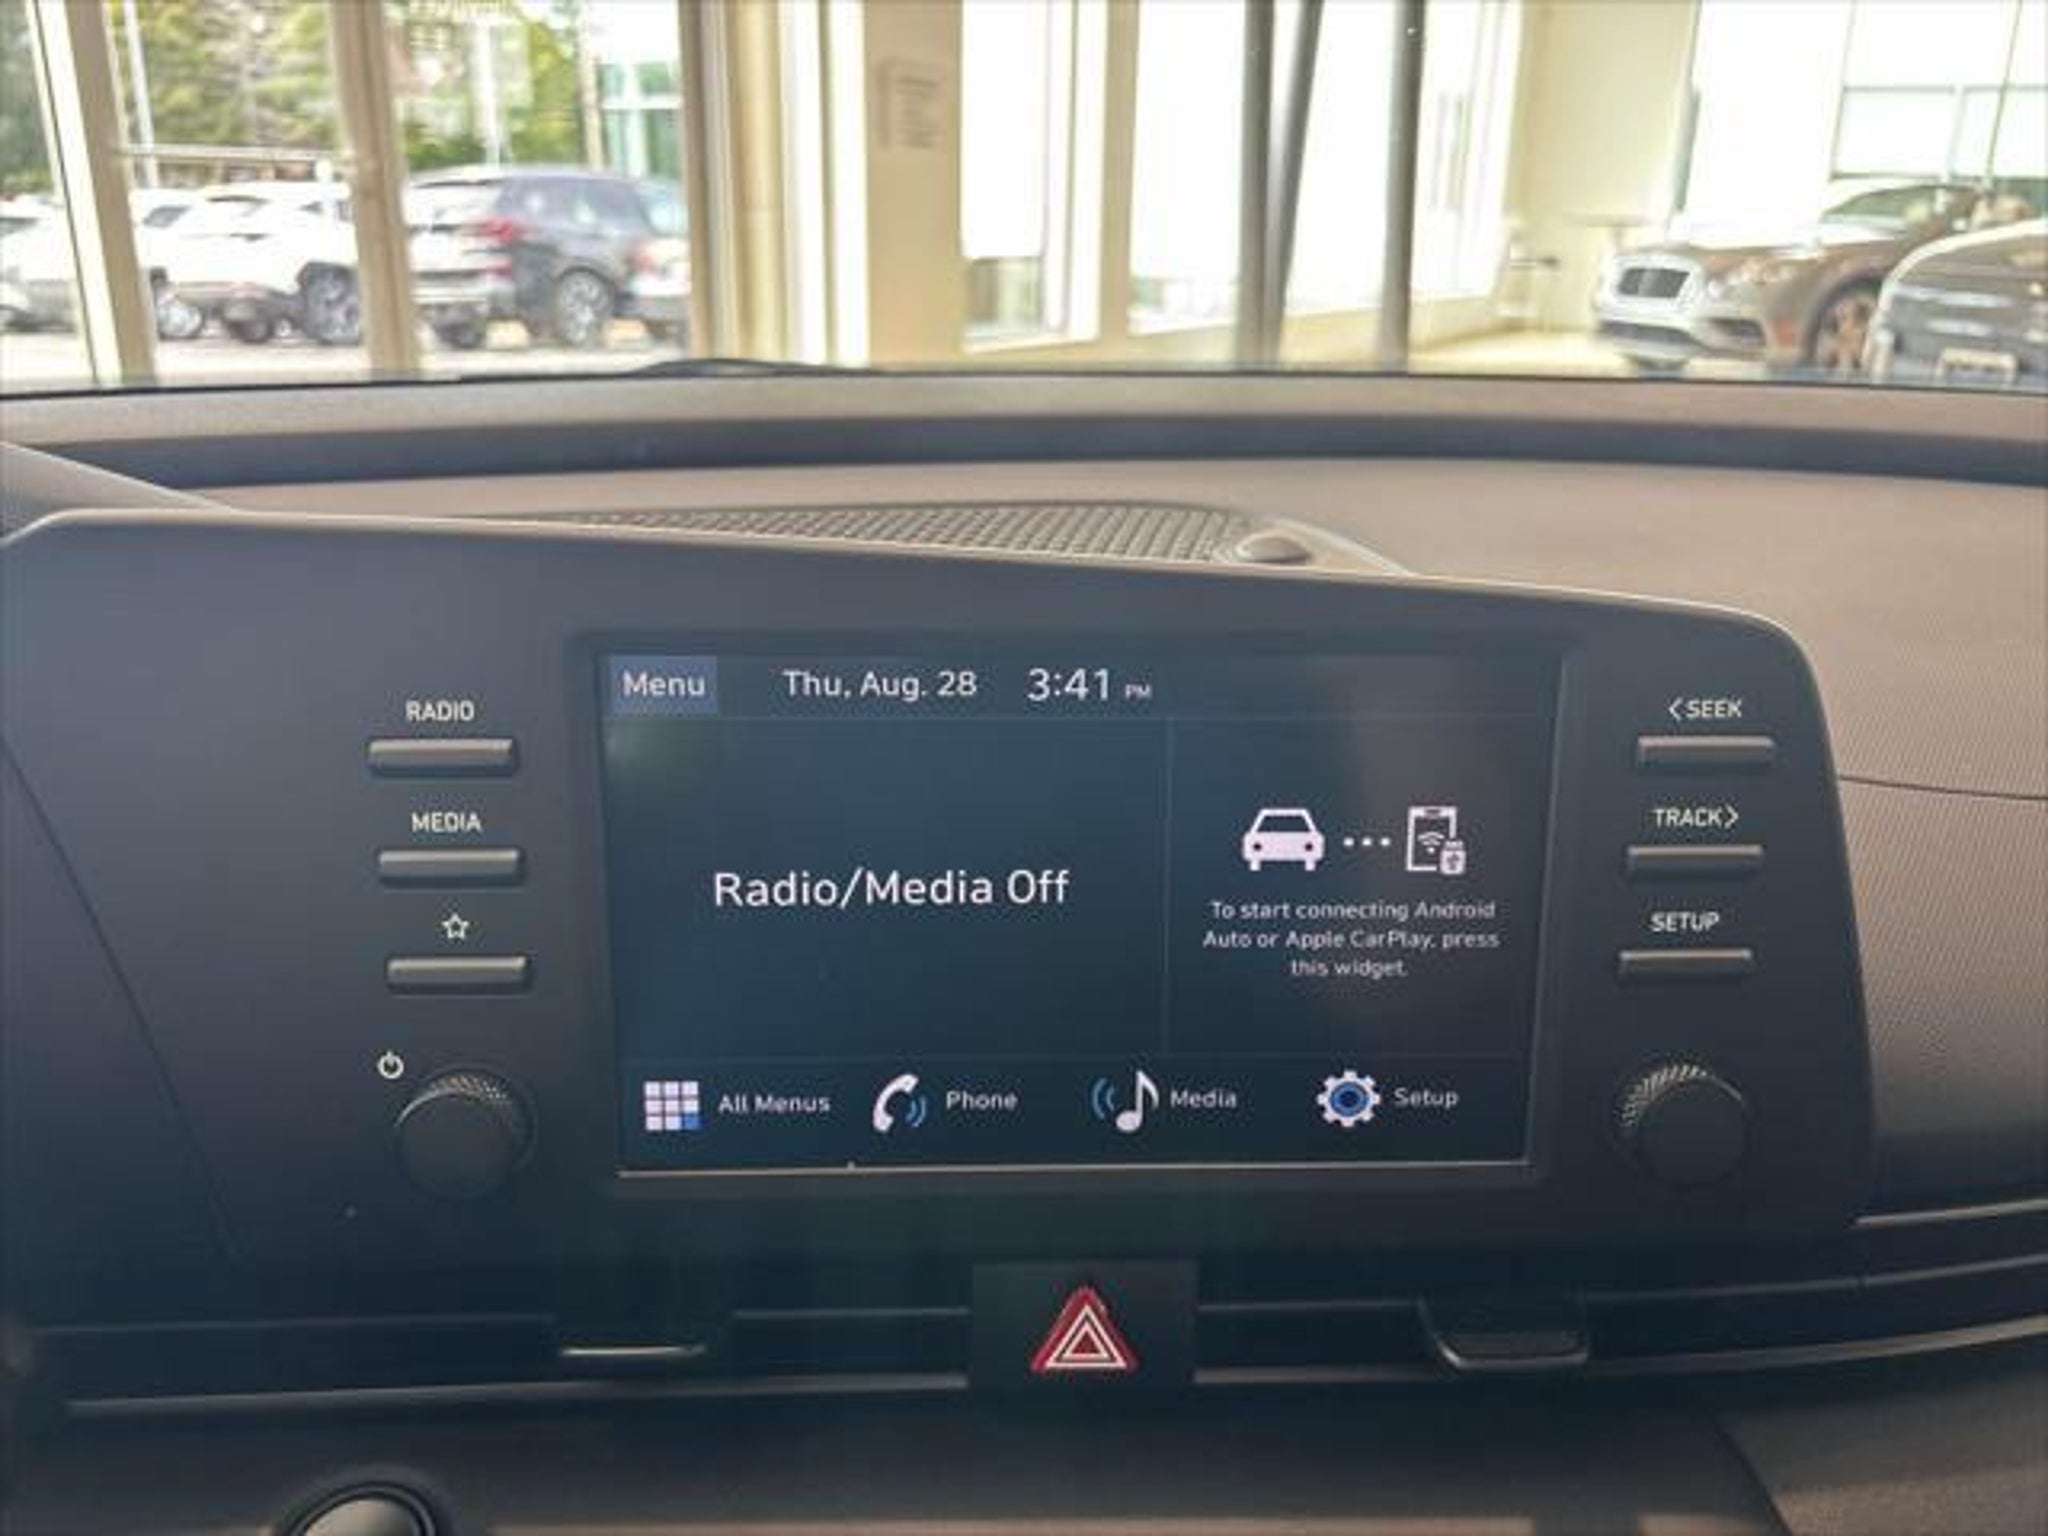 Menu Thu, Aug. 28 3:41 PM
RADIO
MEDIA
Radio/Media Off
To start connecting Android
Auto or Apple CarPlay, press
this widget.
All Menus Phone Media Setup
<SEEK
TRACK>
SETUP